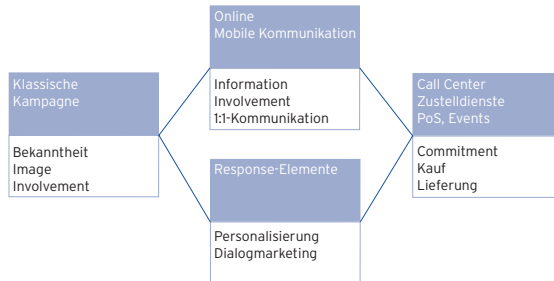 Online
Mobile Kommunikation
Information
Involvement
1:1-Kommunikation
Klassische
Kampagne
Bekanntheit
Image
Involvement
Response-Elemente
Personalisierung
Dialogmarketing
Call Center
Zustelldienste
PoS, Events
Commitment
Kauf
Lieferung